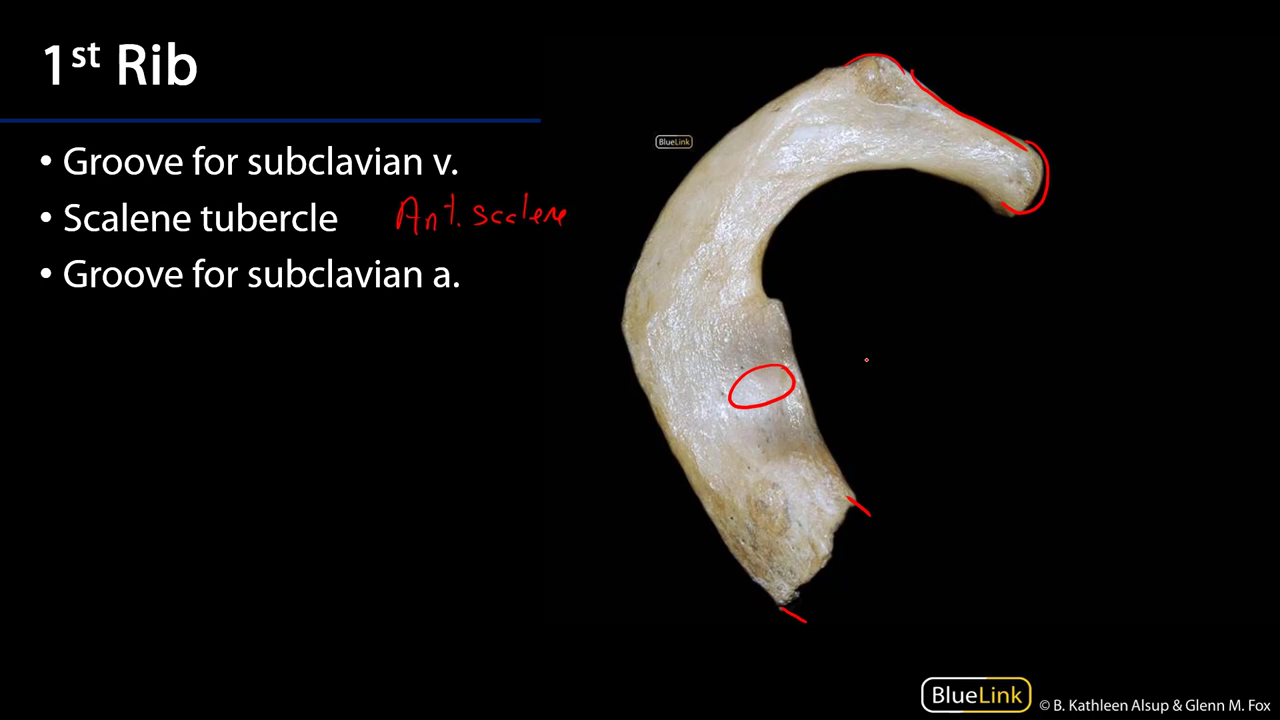 1st Rib
• Groove for subclavian v.
• Scalene tubercle Ant. scalene
• Groove for subclavian a.
BlueLink
BlueLink © B. Kathleen Alsup & Glenn M. Fox